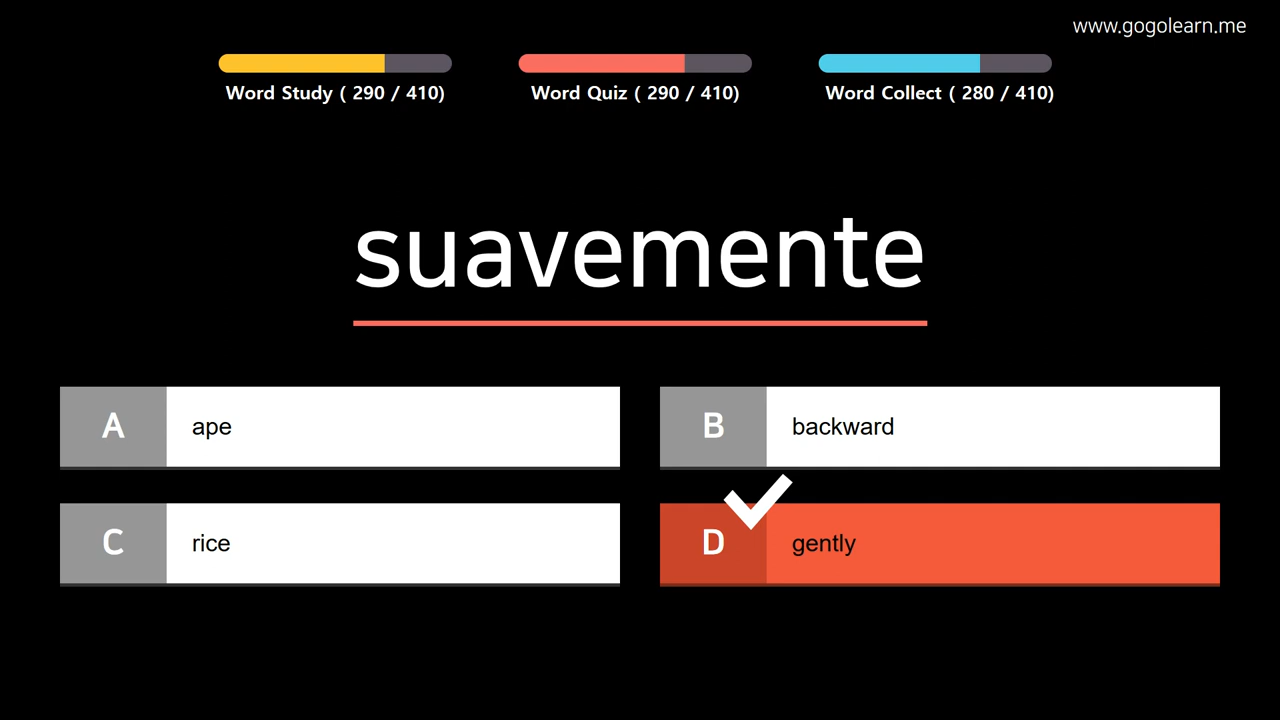 www.gogolearn.me
Word Study ( 290 / 410)
Word Quiz ( 290 / 410)
Word Collect ( 280 / 410)
suavemente
A ape
B backward
C rice
D gently